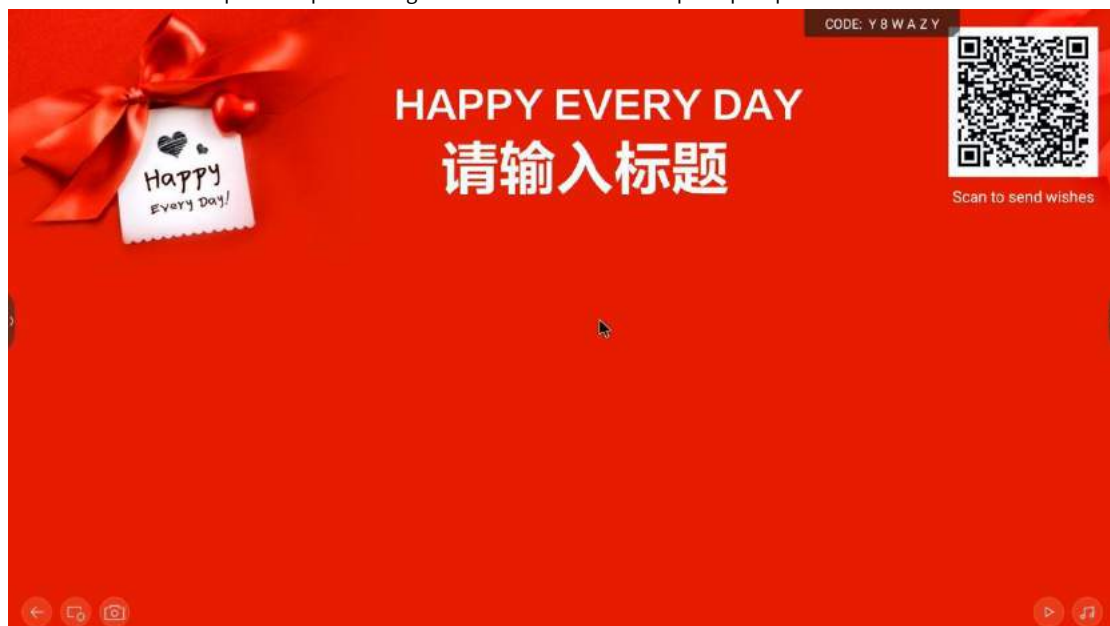 CODE: Y8WAZY
HAPPY EVERY DAY
请输入标题
Happy
Every Day!
Scan to send wishes